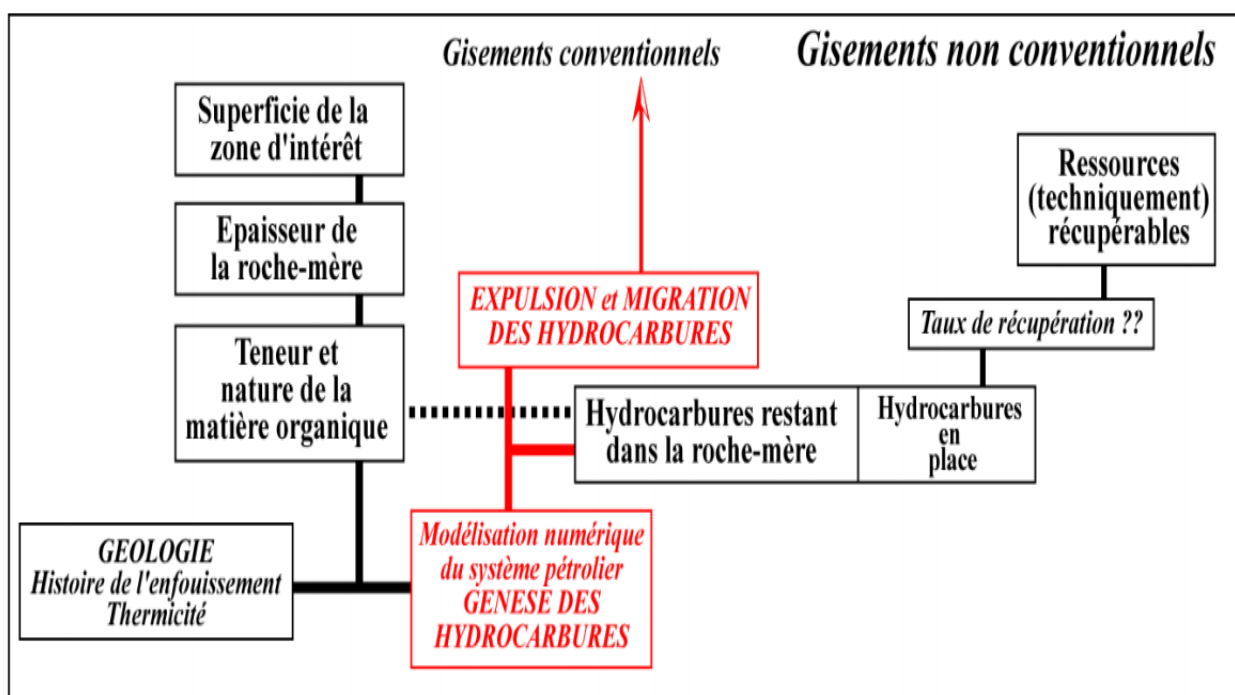 Gisements conventionnels
Gisements non conventionnels
Superficie de la
zone d'intérêt
Epaisseur de
la roche-mère
Teneur et
nature de la
matière organique
GEOLOGIE
Histoire de l'enfouissement
Thermicité
EXPULSION et MIGRATION
DES HYDROCARBURES
Modélisation numérique
du système pétrolier
GENESE DES
HYDROCARBURES
Hydrocarbures restant
dans la roche-mère
Hydrocarbures
en
place
Taux de récupération ??
Ressources
(techniquement)
récupérables